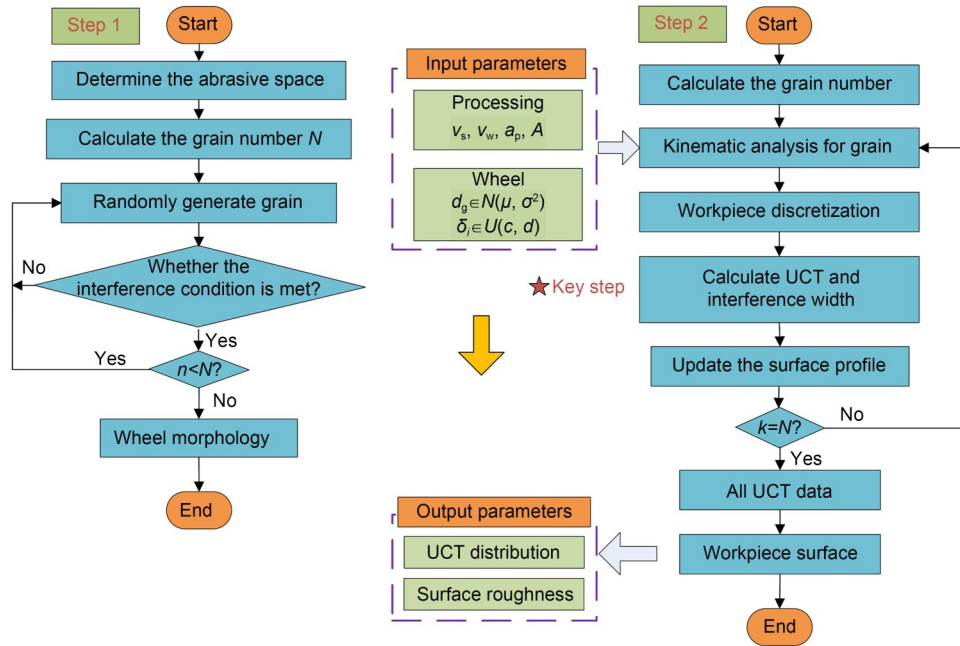 Step 1
Start
Determine the abrasive space
Calculate the grain number N
Randomly generate grain
Whether the
interference condition is met?
No
Yes
n<N?
Yes
No
Wheel morphology
End
Input parameters
Processing
vₛ, v_w, aₚ, A
Wheel
d_g∈N(μ, σ²)
δᵢ∈U(c, d)
Key step
Output parameters
UCT distribution
Surface roughness
Step 2
Start
Calculate the grain number
Kinematic analysis for grain
Workpiece discretization
Calculate UCT and
interference width
Update the surface profile
k=N?
No
Yes
All UCT data
Workpiece surface
End